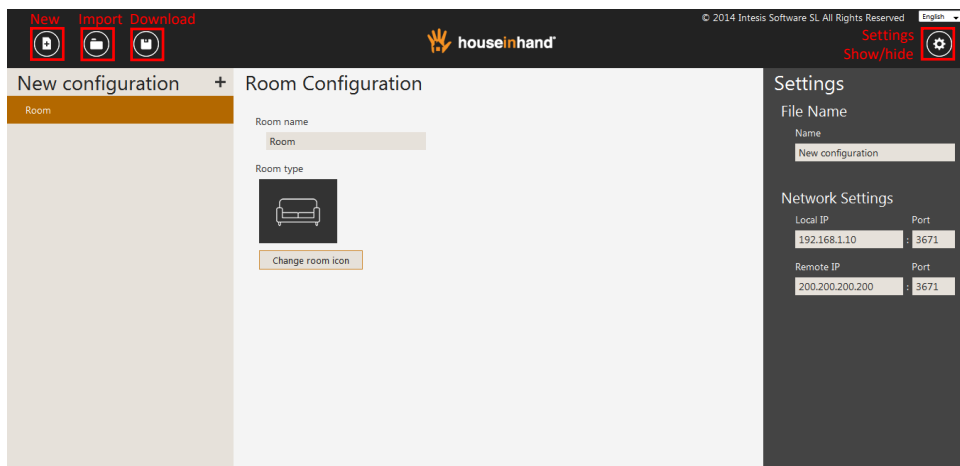 New Import Download
© 2014 Intesis Software SL All Rights Reserved English
houseinhand
Settings
Show/hide
New configuration +
Room
Room Configuration
Room name
Room
Room type
Change room icon
Settings
File Name
Name
New configuration
Network Settings
Local IP Port
192.168.1.10 : 3671
Remote IP Port
200.200.200.200 : 3671